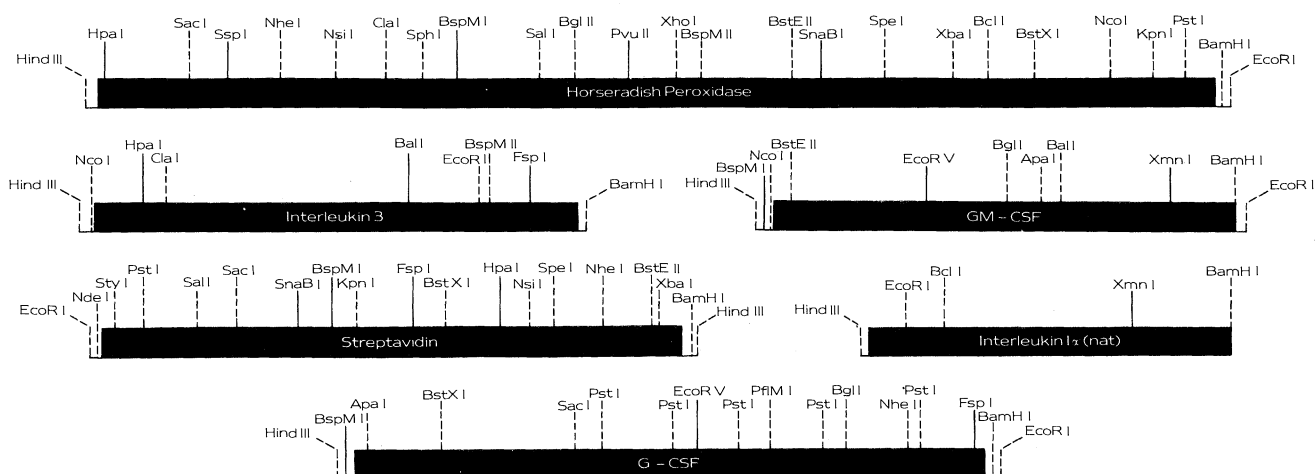 Hind III Hpa I Sac I Ssp I Nhe I Nsi I Cla I Sph I BspM I Sal I Bgl II Pvu II Xho I BspM II BstE II SnaB I Spe I Xba I Bcl I BstX I Nco I Kpn I Pst I BamH I EcoR I
Horseradish Peroxidase
Hind III Nco I Hpa I Cla I Bal I EcoR II BspM II Fsp I BamH I
Interleukin 3
Hind III BspM I Nco I BstE II EcoR V Bgl I Apa I Bal I Xmn I BamH I EcoR I
GM - CSF
EcoR I Nde I Sty I Pst I Sal I Sac I SnaB I BspM I Kpn I Fsp I BstX I Hpa I Nsi I Spe I Nhe I BstE II Xba I BamH I Hind III
Streptavidin
Hind III EcoR I Bcl I Xmn I BamH I
Interleukin Iα (nat)
Hind III BspM I Apa I BstX I Sac I Pst I Pst I EcoR V Pst I PflM I Pst I Bgl I Nhe I Pst I Fsp I BamH I EcoR I
G - CSF